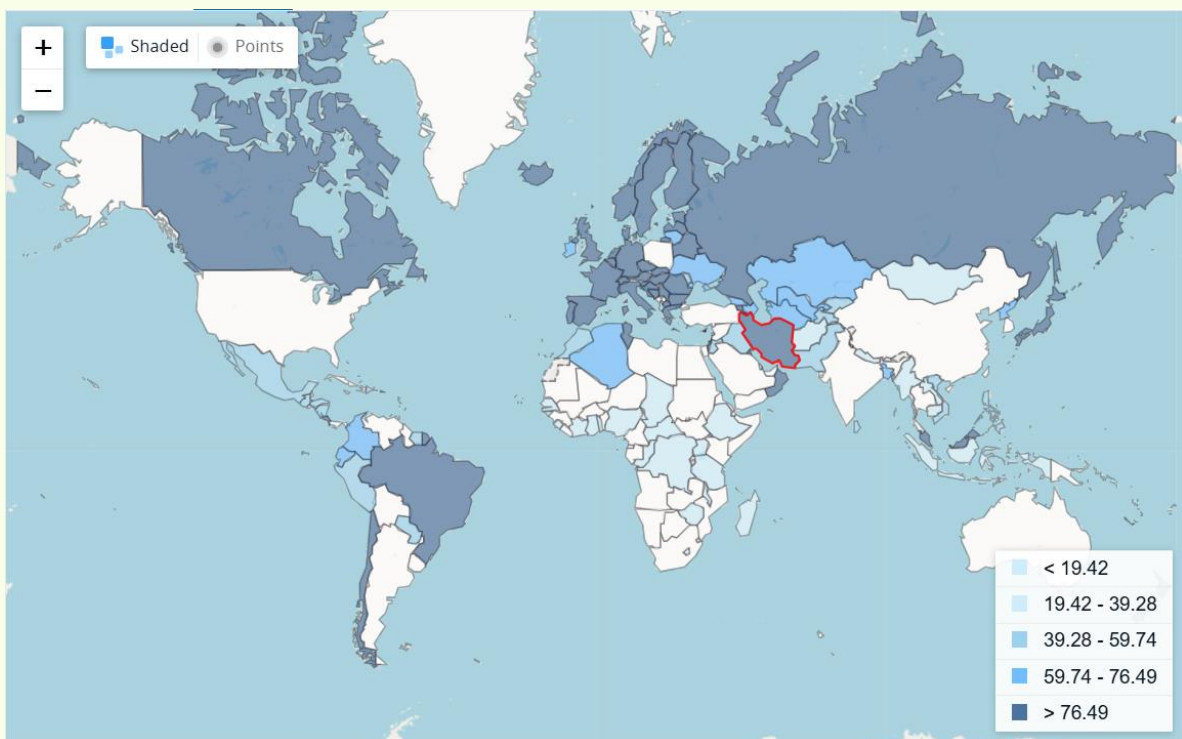 +
Shaded
Points
−
< 19.42
19.42 - 39.28
39.28 - 59.74
59.74 - 76.49
> 76.49